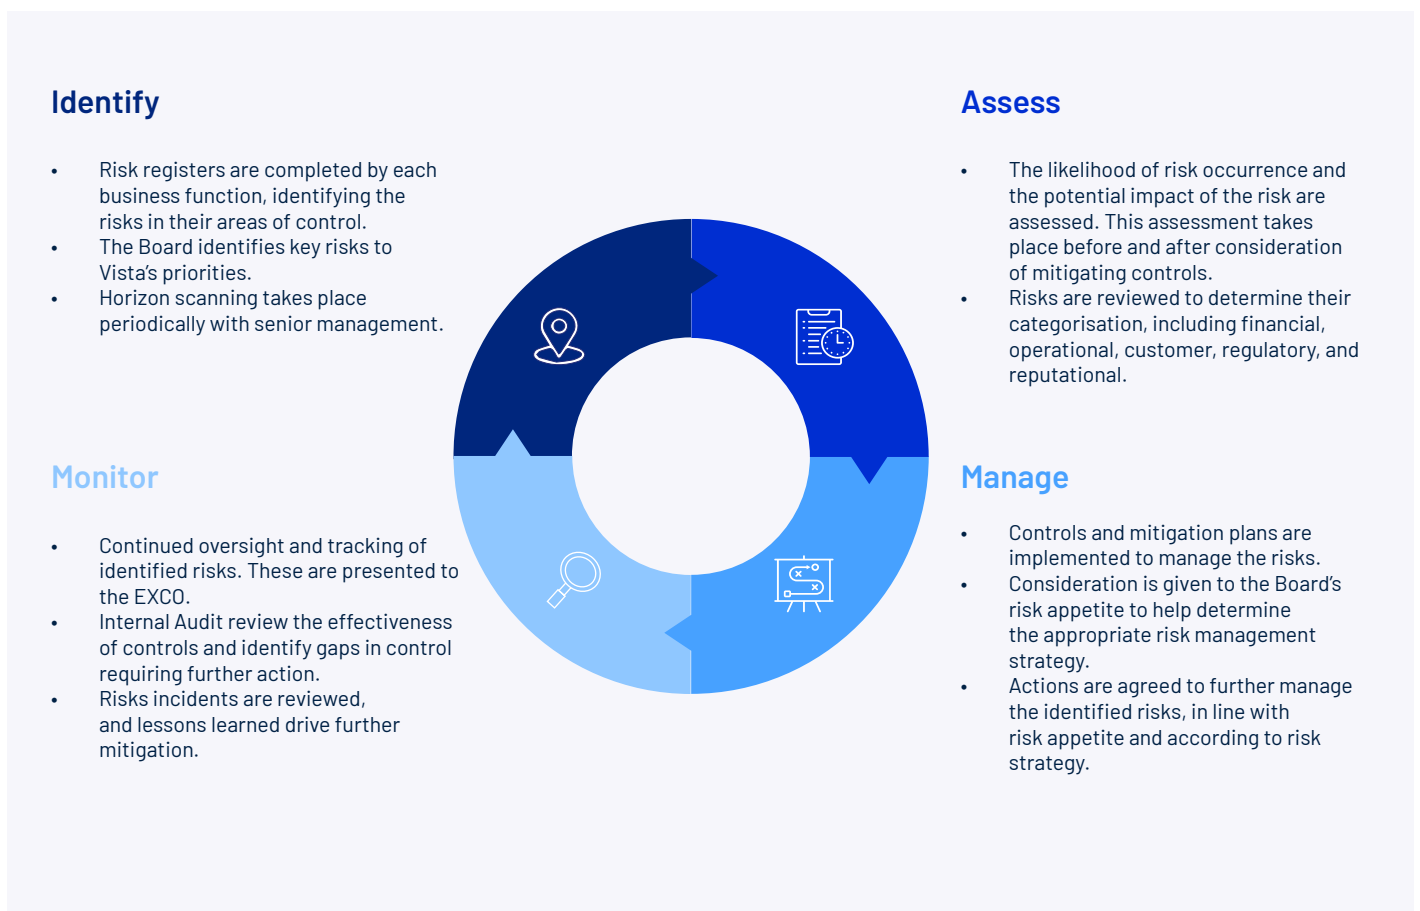 Identify
• Risk registers are completed by each
business function, identifying the
risks in their areas of control.
• The Board identifies key risks to
Vista’s priorities.
• Horizon scanning takes place
periodically with senior management.
Assess
• The likelihood of risk occurrence and
the potential impact of the risk are
assessed. This assessment takes
place before and after consideration
of mitigating controls.
• Risks are reviewed to determine their
categorisation, including financial,
operational, customer, regulatory, and
reputational.
Monitor
• Continued oversight and tracking of
identified risks. These are presented to
the EXCO.
• Internal Audit review the effectiveness
of controls and identify gaps in control
requiring further action.
• Risks incidents are reviewed,
and lessons learned drive further
mitigation.
Manage
• Controls and mitigation plans are
implemented to manage the risks.
• Consideration is given to the Board’s
risk appetite to help determine
the appropriate risk management
strategy.
• Actions are agreed to further manage
the identified risks, in line with
risk appetite and according to risk
strategy.